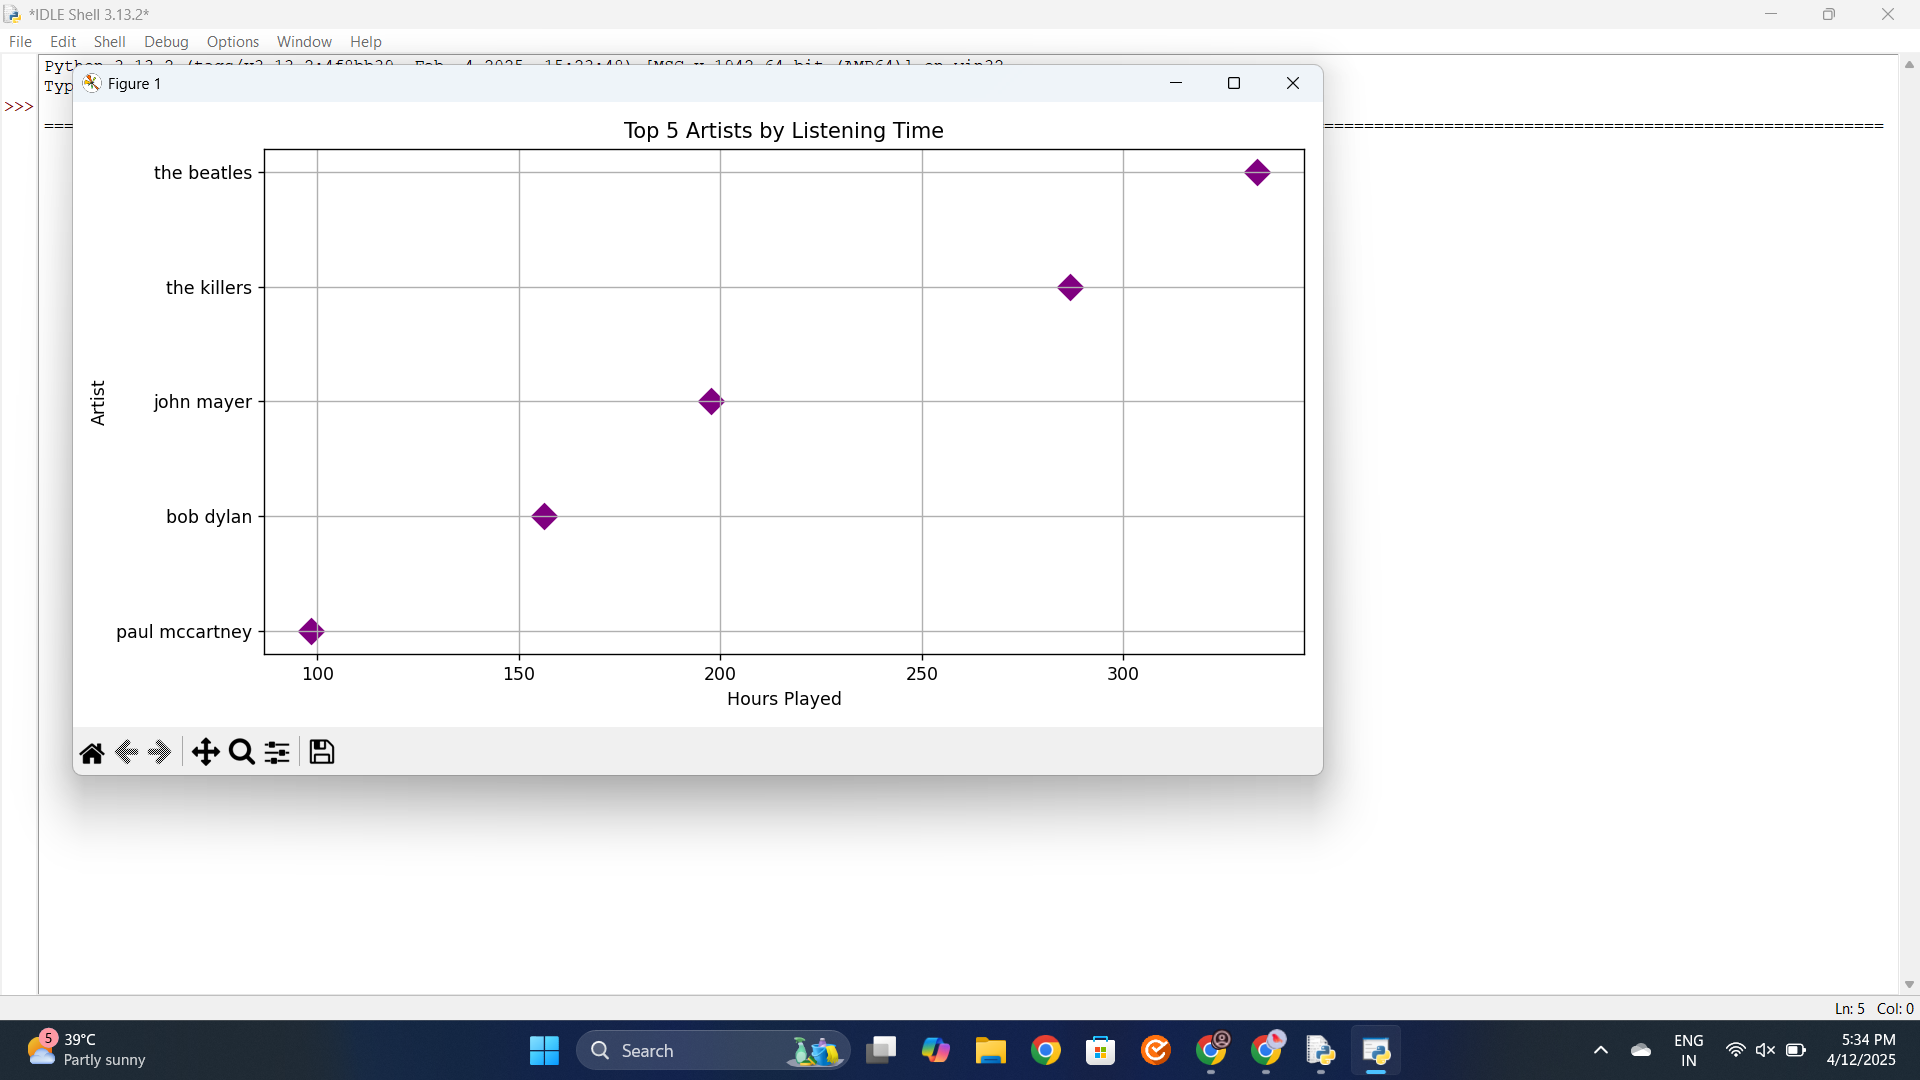 *IDLE Shell 3.13.2*
File Edit Shell Debug Options Window Help
Typ
>>>
Figure 1
Top 5 Artists by Listening Time
the beatles
the killers
john mayer
bob dylan
paul mccartney
Artist
100 150 200 250 300
Hours Played
Ln: 5 Col: 0
5
39°C
Partly sunny
Search
ENG
IN
5:34 PM
4/12/2025